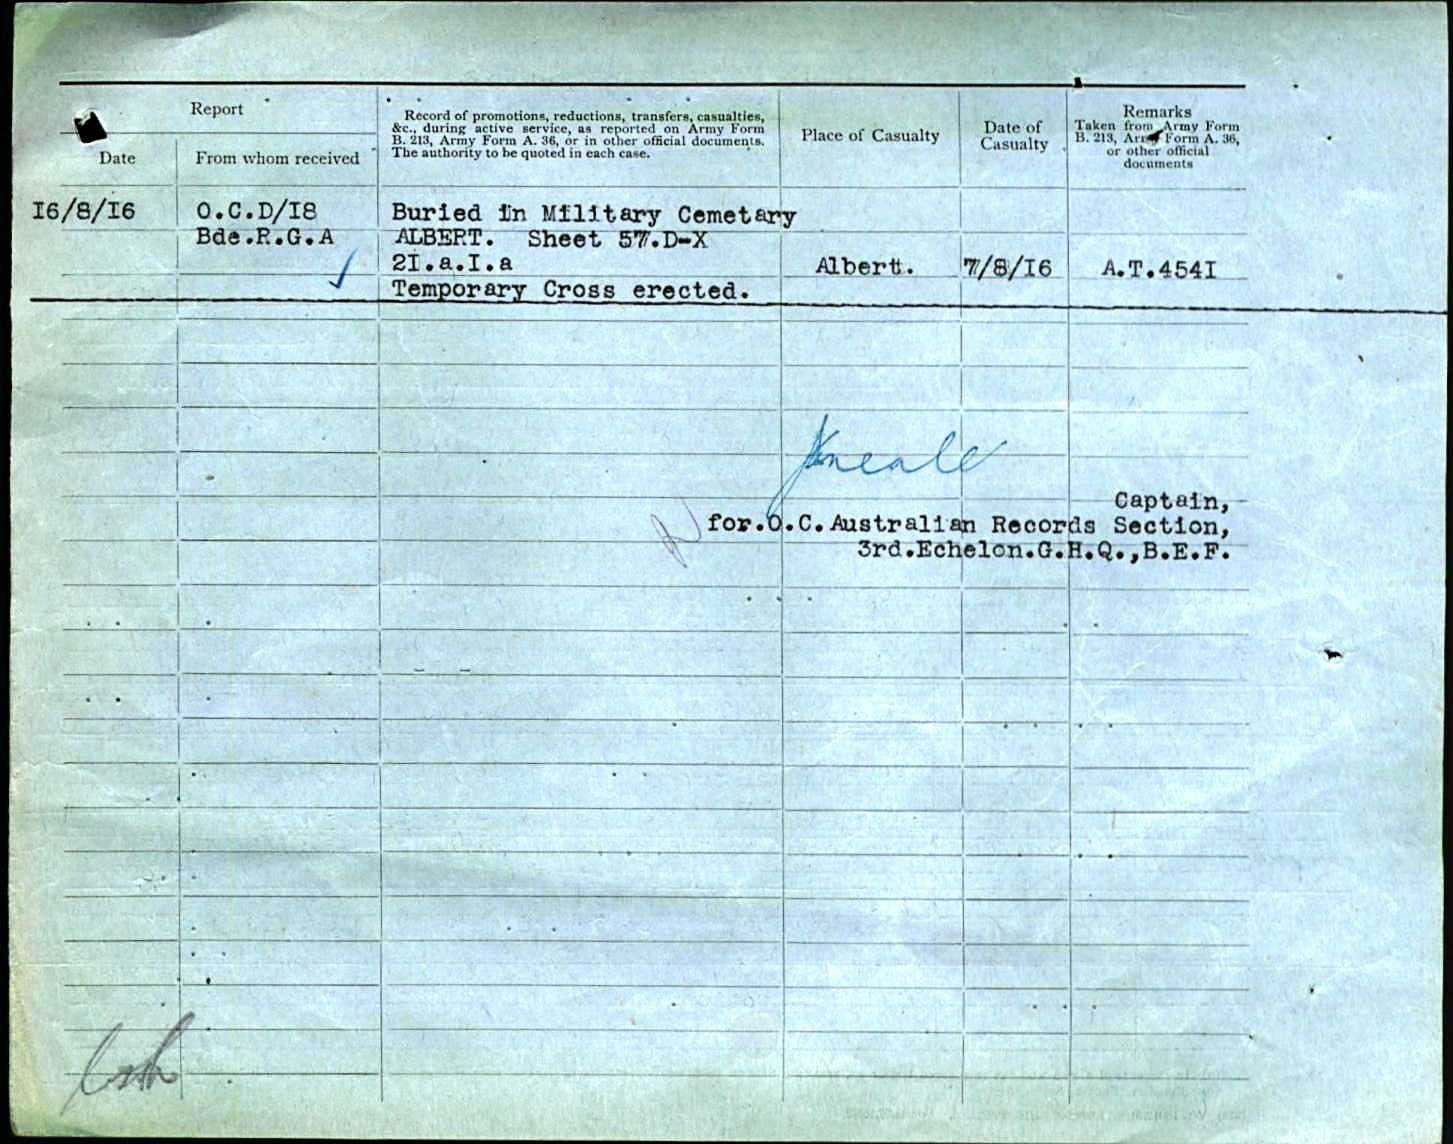 Report
Date
From whom received
Record of promotions, reductions, transfers, casualties,
&c., during active service, as reported on Army Form
B. 213, Army Form A. 36, or in other official documents.
The authority to be quoted in each case.
Place of Casualty
Date of
Casualty
Remarks
Taken from Army Form
B. 213, Army Form A. 36,
or other official
documents
I6/8/I6
O.C.D/I8
Bde.R.G.A
Buried in Military Cemetary
ALBERT. Sheet 57.D-X
2I.a.I.a
Temporary Cross erected.
Albert.
7/8/I6
A.T.454I
Captain,
for.O.C.Australian Records Section,
3rd.Echelon.G.H.Q.,B.E.F.